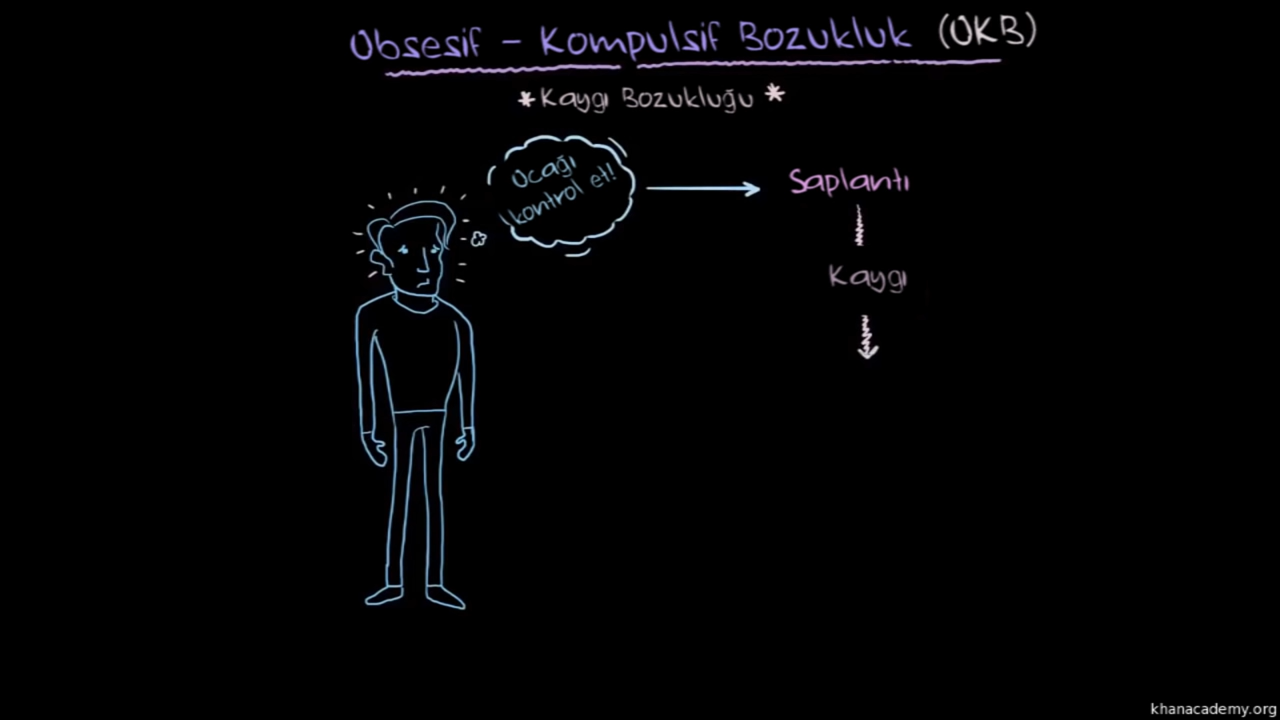 Obsesif - Kompulsif Bozukluk (OKB)
*Kaygı Bozukluğu*
Ocağı
kontrol et!
Saplantı
Kaygı
khanacademy.org